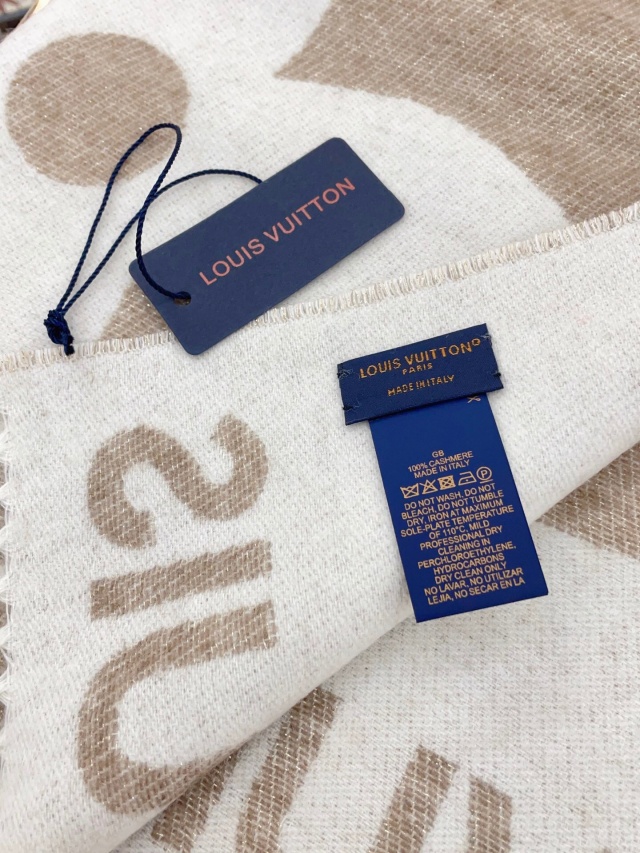 LOUIS VUITTON
LOUIS VUITTON
PARIS
MADE IN ITALY
GB
100% CASHMERE
MADE IN ITALY
DO NOT WASH, DO NOT
BLEACH, DO NOT TUMBLE
DRY, IRON AT MAXIMUM
SOLE-PLATE TEMPERATURE
OF 110°C, MILD
PROFESSIONAL DRY
CLEANING IN
PERCHLOROETHYLENE,
HYDROCARBONS
DRY CLEAN ONLY
NO LAVAR, NO UTILIZAR
LEJIA, NO SECAR EN LA
UIS